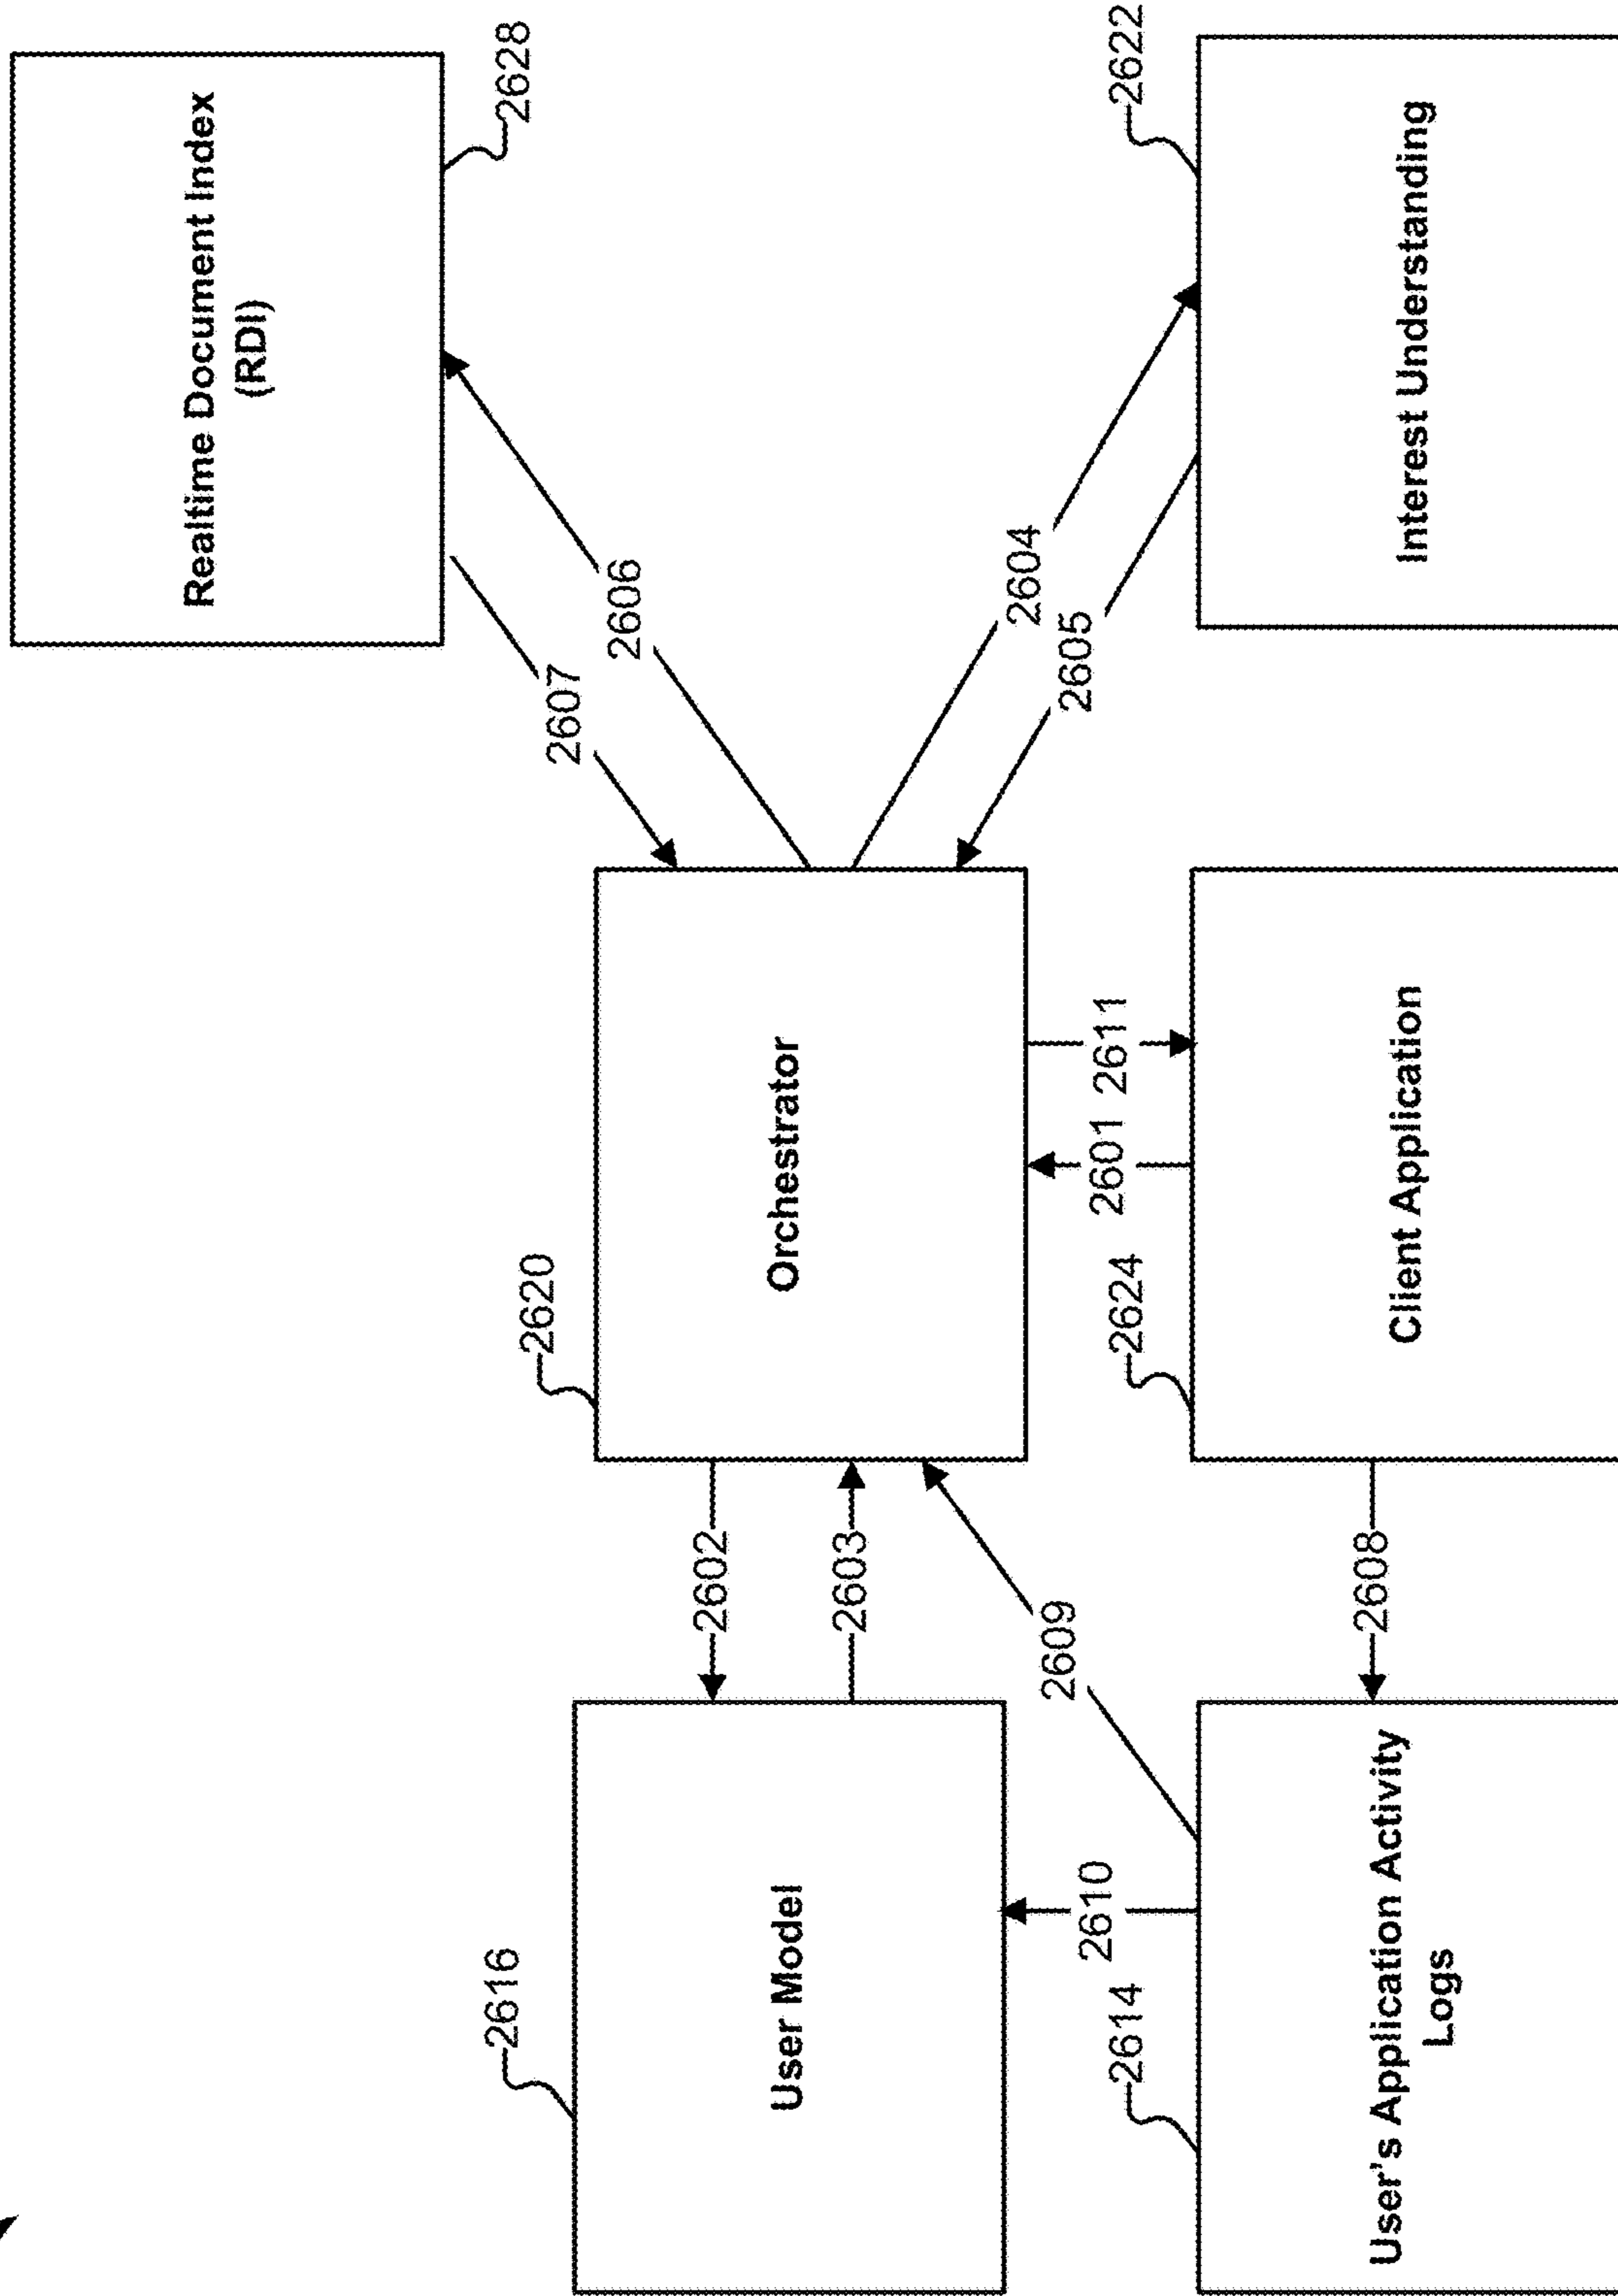 Realtime Document Index
(RDI)
2628
2616
User Model
2620
Orchestrator
2602
2603
2607
2606
2609
2610
2601
2611
2604
2605
2614
User's Application Activity
Logs
2608
2624
Client Application
2622
Interest Understanding